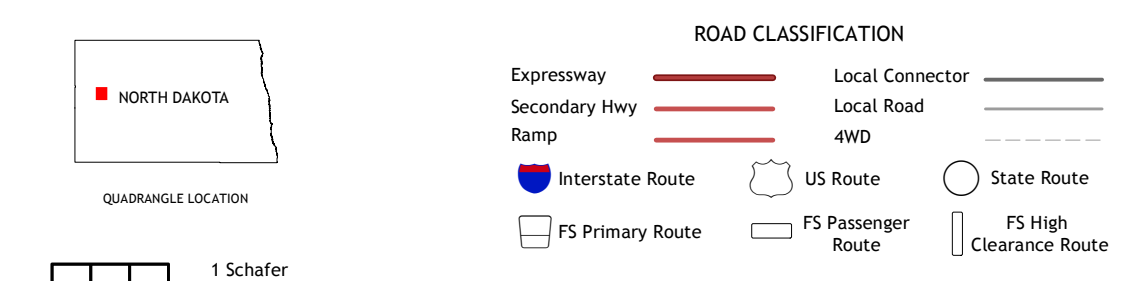 ROAD CLASSIFICATION
Expressway
Local Connector
NORTH DAKOTA
Secondary Hwy
Local Road
Ramp
4WD
Interstate Route
US Route
State Route
QUADRANGLE LOCATION
FS Primary Route
FS Passenger
Route
FS High
Clearance Route
1 Schafer